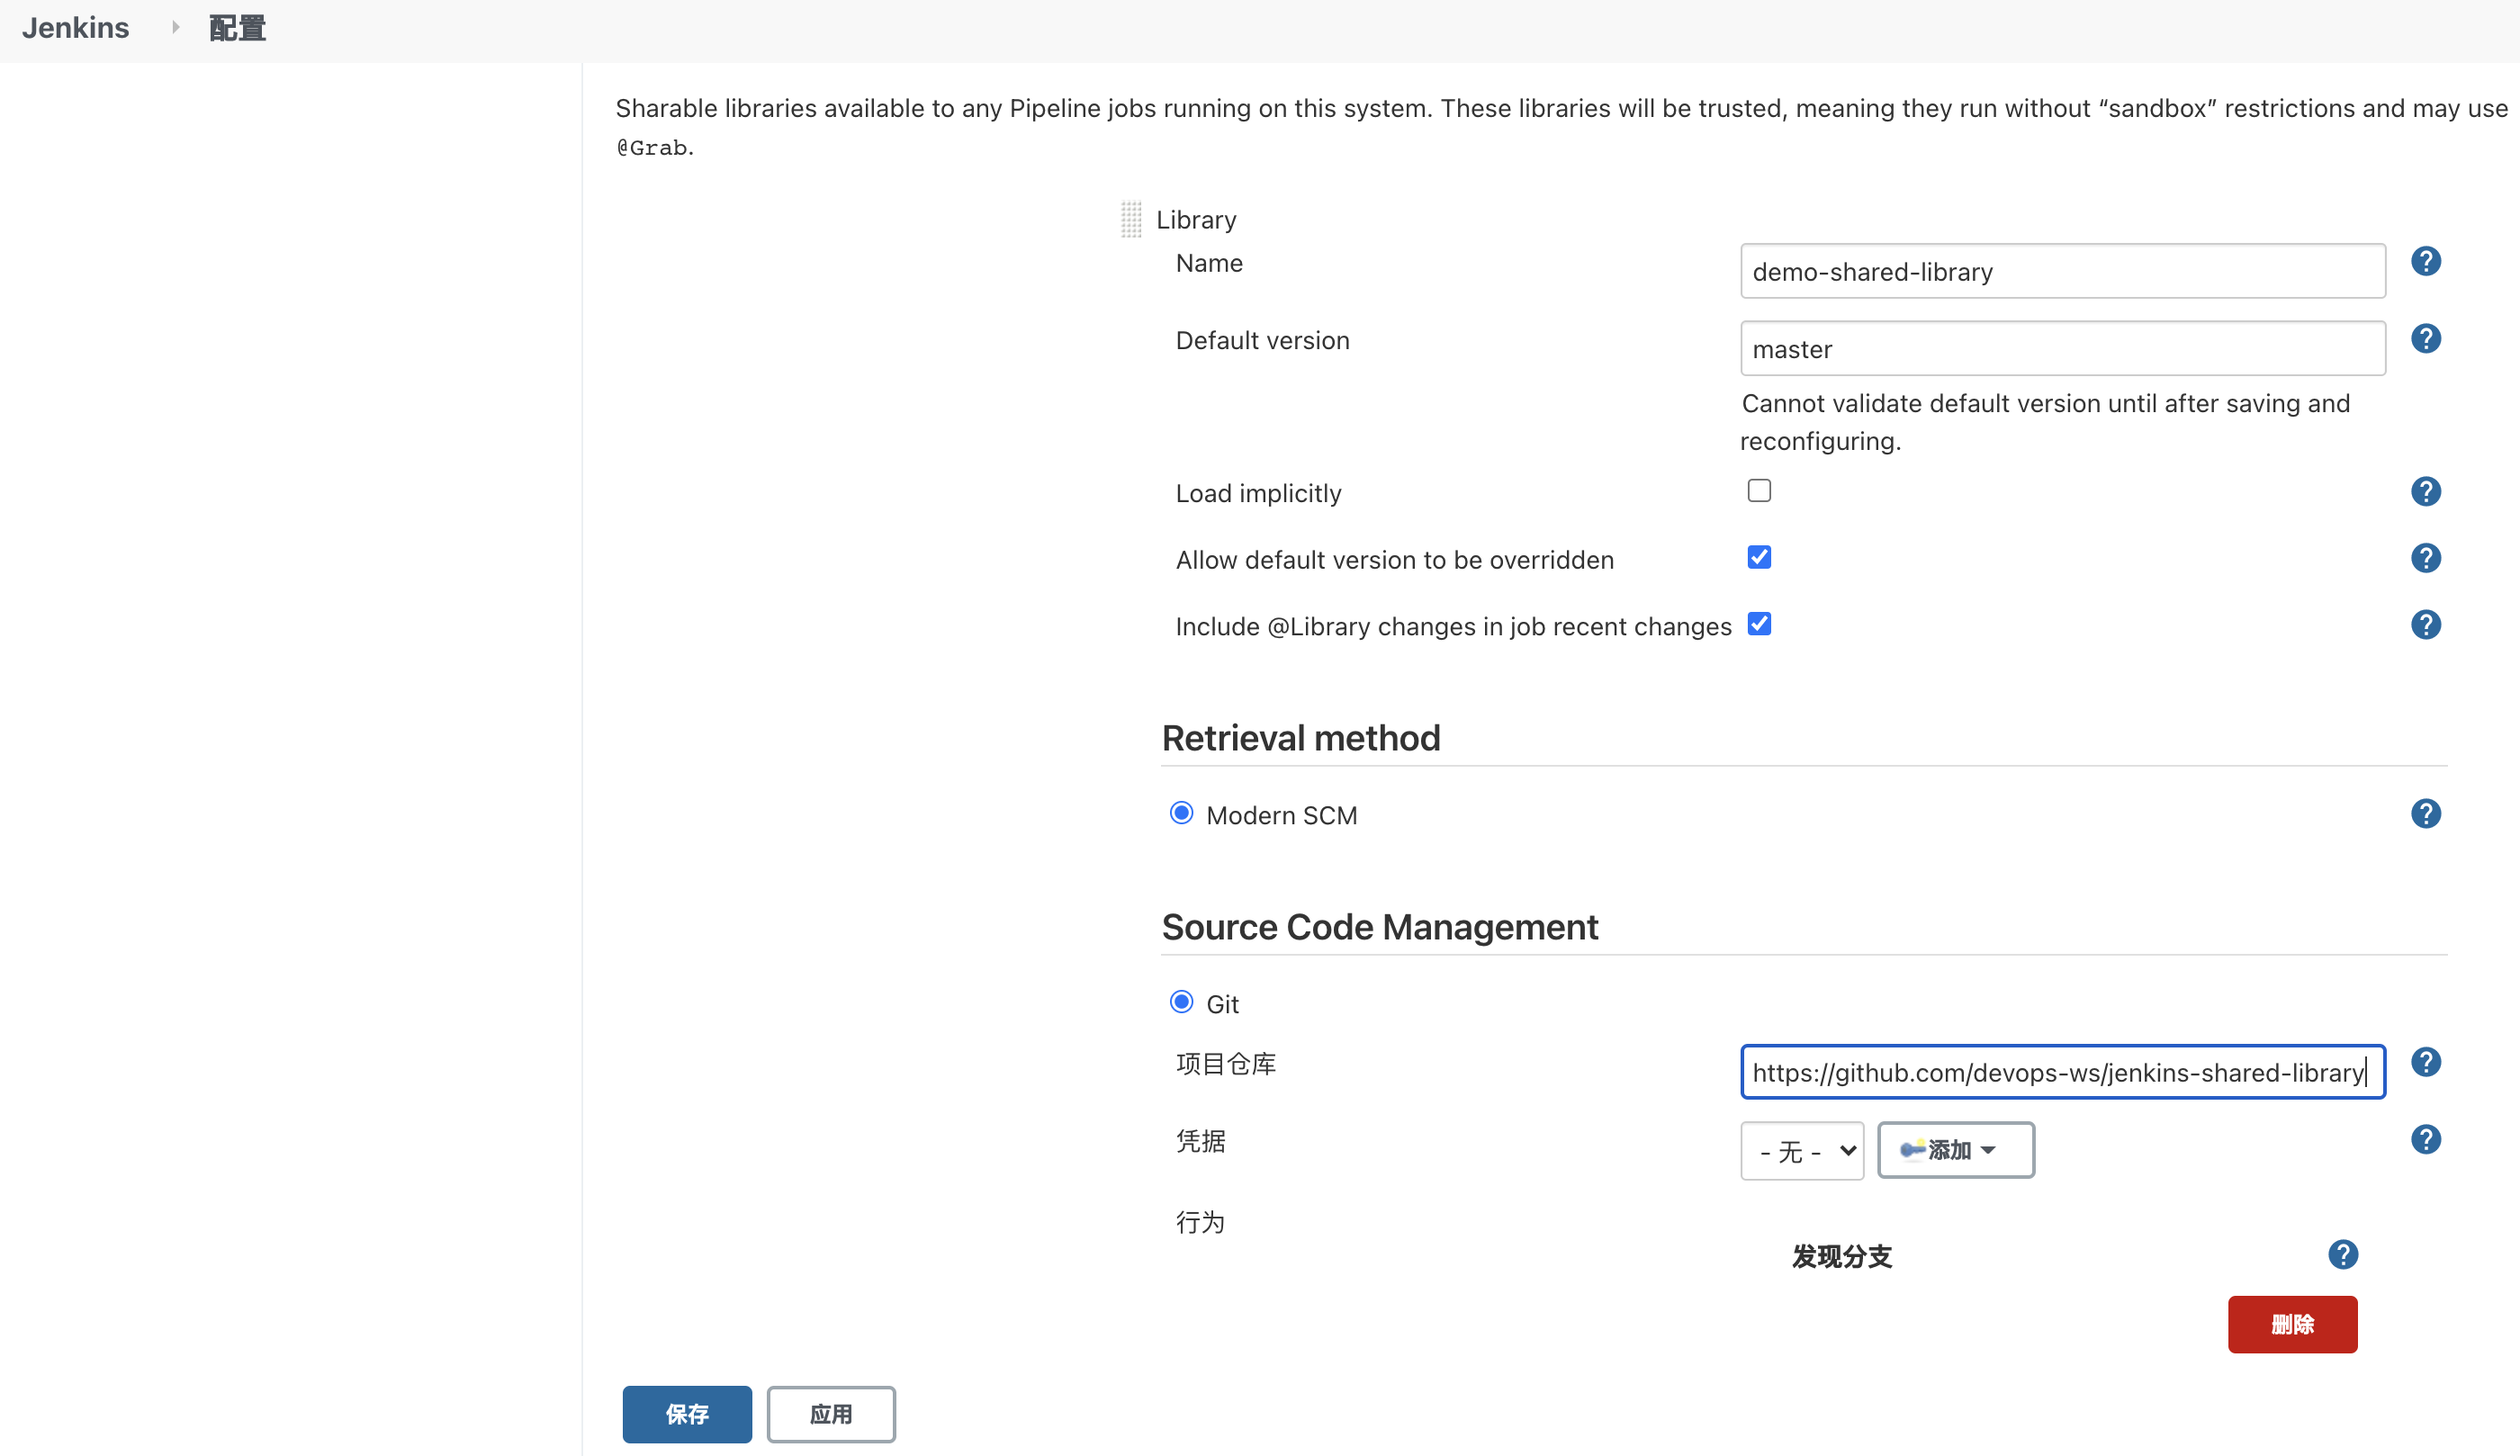 Jenkins 配置
Sharable libraries available to any Pipeline jobs running on this system. These libraries will be trusted, meaning they run without “sandbox” restrictions and may use
@Grab.
Library
Name
demo-shared-library
Default version
master
Cannot validate default version until after saving and
reconfiguring.
Load implicitly
Allow default version to be overridden
Include @Library changes in job recent changes
Retrieval method
Modern SCM
Source Code Management
Git
项目仓库
https://github.com/devops-ws/jenkins-shared-library
凭据
- 无 -
添加
行为
发现分支
删除
保存 应用